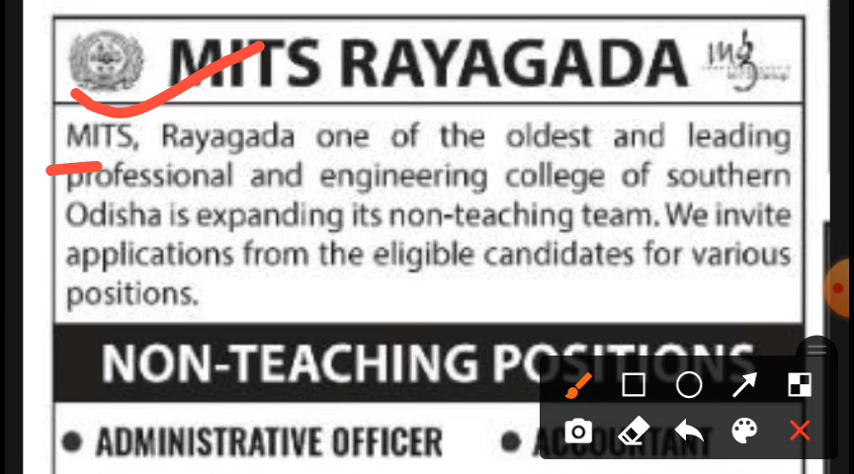 MITS RAYAGADA
MITS, Rayagada one of the oldest and leading
professional and engineering college of southern
Odisha is expanding its non-teaching team. We invite
applications from the eligible candidates for various
positions.
NON-TEACHING POSITIONS
● ADMINISTRATIVE OFFICER ● ACCOUNTANT